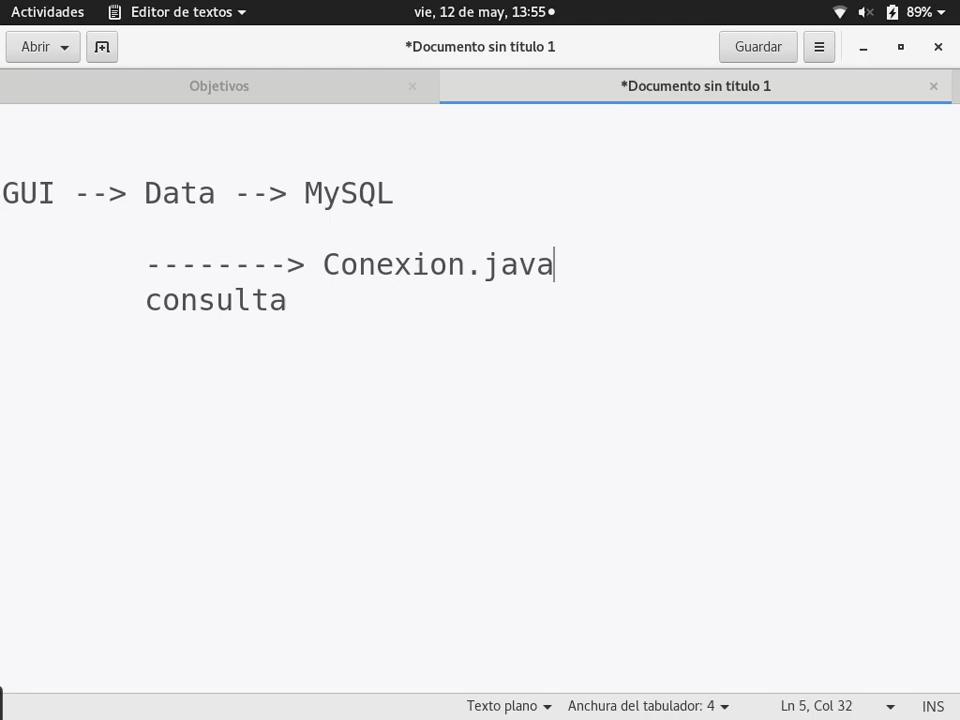 Actividades Editor de textos vie, 12 de may, 13:55 89%
Abrir *Documento sin título 1 Guardar
Objetivos *Documento sin título 1
GUI --> Data --> MySQL
--------> Conexion.java
consulta
Texto plano Anchura del tabulador: 4 Ln 5, Col 32 INS